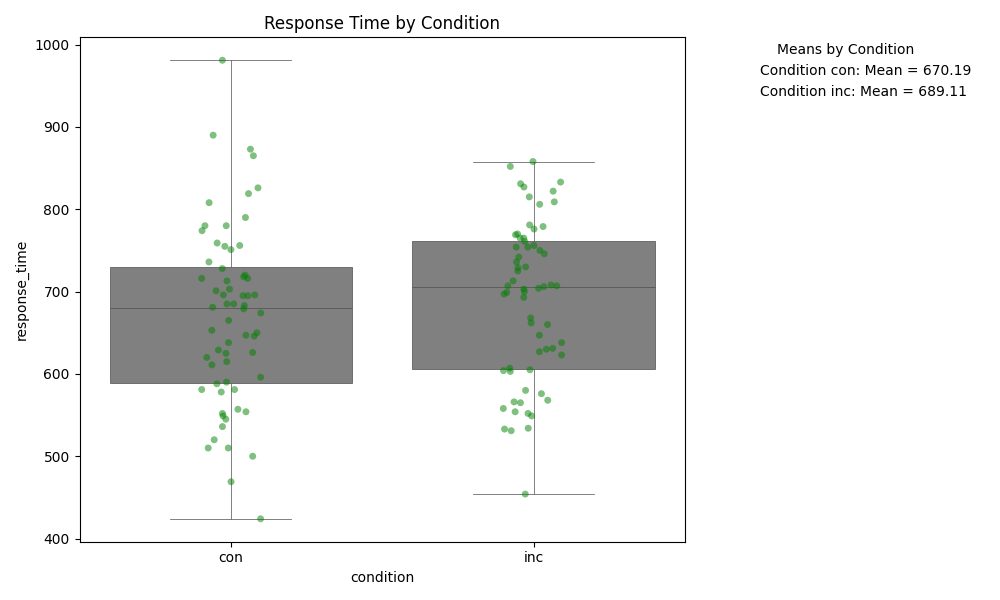 Response Time by Condition
Means by Condition
Condition con: Mean = 670.19
Condition inc: Mean = 689.11
1000
900
800
700
600
500
400
response_time
con
inc
condition